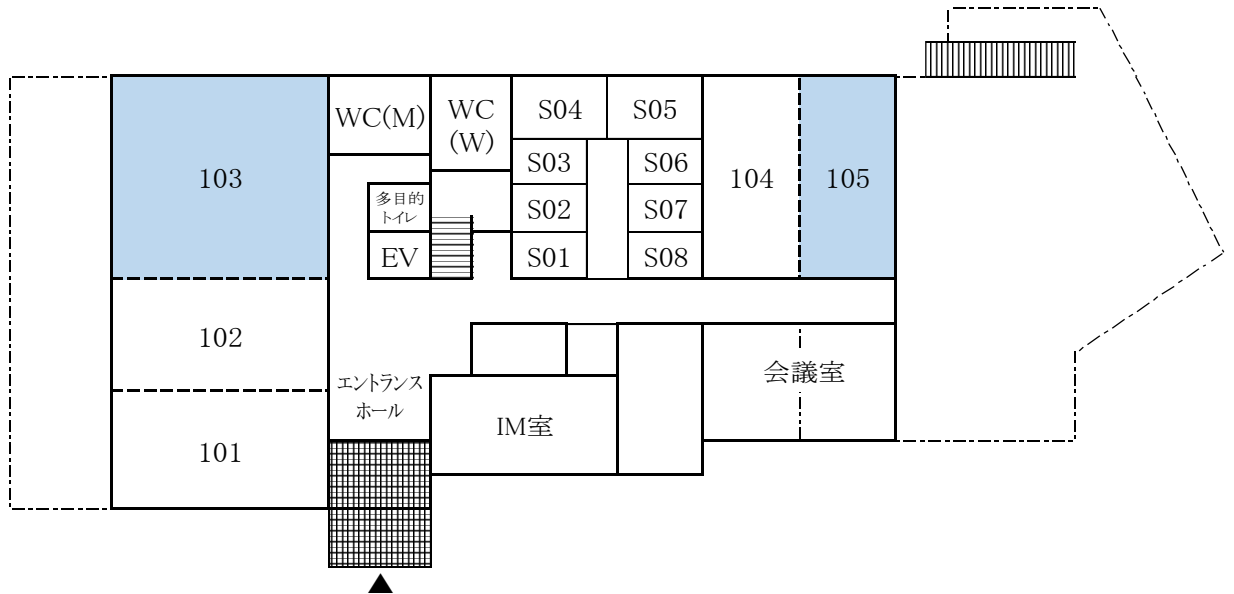 WC(M)
WC
(W)
S04
S05
S03
S06
103
104
105
多目的
トイレ
S02
S07
EV
S01
S08
102
エントランス
ホール
会議室
IM室
101